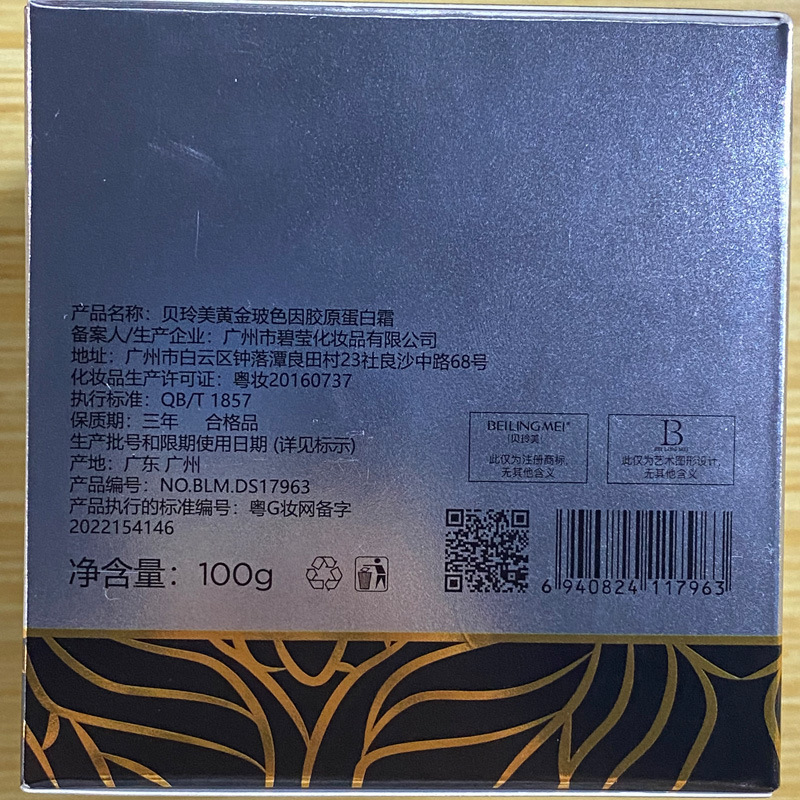 产品名称：贝玲美黄金玻色因胶原蛋白霜
备案人/生产企业：广州市碧莹化妆品有限公司
地址：广州市白云区钟落潭良田村23社良沙中路68号
化妆品生产许可证：粤妆20160737
执行标准：QB/T 1857
保质期：三年 合格品
生产批号和限期使用日期 (详见标示)
产地：广东 广州
产品编号：NO.BLM.DS17963
产品执行的标准编号：粤G妆网备字
2022154146
净含量：100g
BEILINGMEI®
(贝玲美)
此仅为注册商标，
无其他含义
B
BEI LING MEI
此仅为艺术图形设计，
无其他含义
6 940824 117963